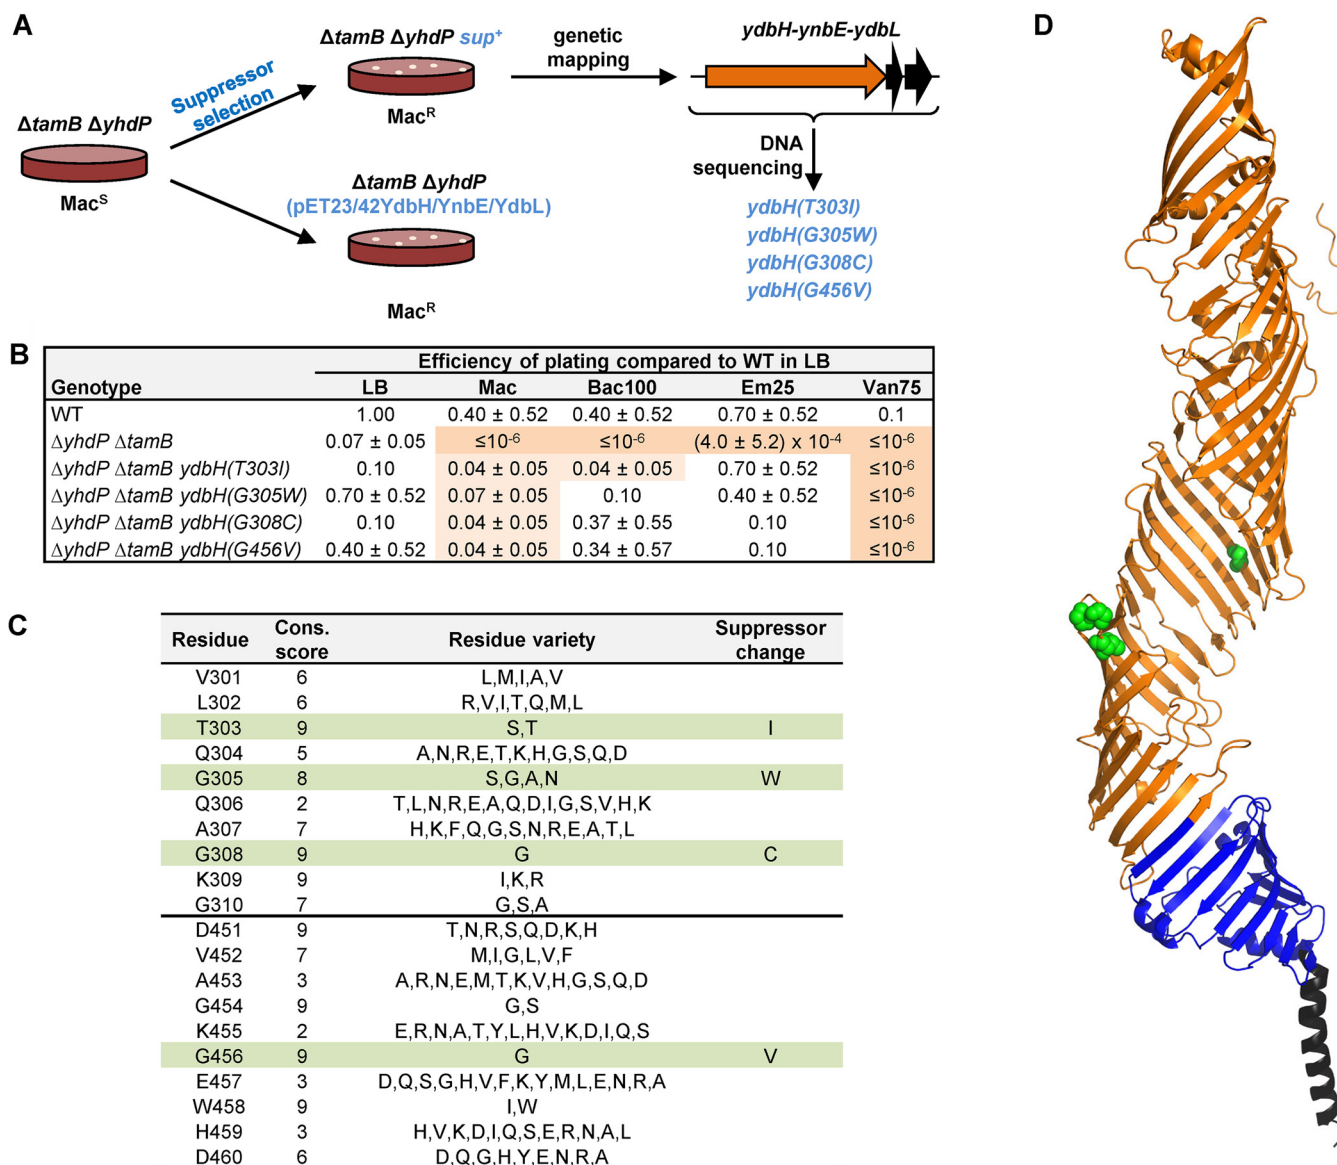 A
ΔtamB ΔyhdP
Mac^S
Suppressor
selection
ΔtamB ΔyhdP sup⁺
Mac^R
ΔtamB ΔyhdP
(pET23/42YdbH/YnbE/YdbL)
Mac^R
genetic
mapping
ydbH-ynbE-ydbL
DNA
sequencing
ydbH(T303I)
ydbH(G305W)
ydbH(G308C)
ydbH(G456V)
B
Efficiency of plating compared to WT in LB
Genotype LB Mac Bac100 Em25 Van75
WT 1.00 0.40 ± 0.52 0.40 ± 0.52 0.70 ± 0.52 0.1
ΔyhdP ΔtamB 0.07 ± 0.05 ≤10⁻⁶ ≤10⁻⁶ (4.0 ± 5.2) x 10⁻⁴ ≤10⁻⁶
ΔyhdP ΔtamB ydbH(T303I) 0.10 0.04 ± 0.05 0.04 ± 0.05 0.70 ± 0.52 ≤10⁻⁶
ΔyhdP ΔtamB ydbH(G305W) 0.70 ± 0.52 0.07 ± 0.05 0.10 0.40 ± 0.52 ≤10⁻⁶
ΔyhdP ΔtamB ydbH(G308C) 0.10 0.04 ± 0.05 0.37 ± 0.55 0.10 ≤10⁻⁶
ΔyhdP ΔtamB ydbH(G456V) 0.40 ± 0.52 0.04 ± 0.05 0.34 ± 0.57 0.10 ≤10⁻⁶
C
Residue Cons. score Residue variety Suppressor change
V301 6 L,M,I,A,V
L302 6 R,V,I,T,Q,M,L
T303 9 S,T I
Q304 5 A,N,R,E,T,K,H,G,S,Q,D
G305 8 S,G,A,N W
Q306 2 T,L,N,R,E,A,Q,D,I,G,S,V,H,K
A307 7 H,K,F,Q,G,S,N,R,E,A,T,L
G308 9 G C
K309 9 I,K,R
G310 7 G,S,A
D451 9 T,N,R,S,Q,D,K,H
V452 7 M,I,G,L,V,F
A453 3 A,R,N,E,M,T,K,V,H,G,S,Q,D
G454 9 G,S
K455 2 E,R,N,A,T,Y,L,H,V,K,D,I,Q,S
G456 9 G V
E457 3 D,Q,S,G,H,V,F,K,Y,M,L,E,N,R,A
W458 9 I,W
H459 3 H,V,K,D,I,Q,S,E,R,N,A,L
D460 6 D,Q,G,H,Y,E,N,R,A
D